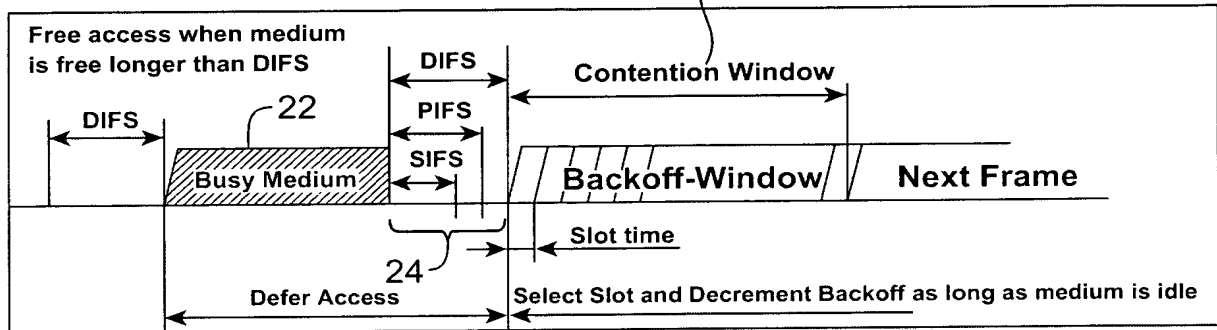 Free access when medium
is free longer than DIFS
DIFS
22
Busy Medium
DIFS
PIFS
SIFS
24
Contention Window
Backoff-Window
Next Frame
Slot time
Defer Access
Select Slot and Decrement Backoff as long as medium is idle